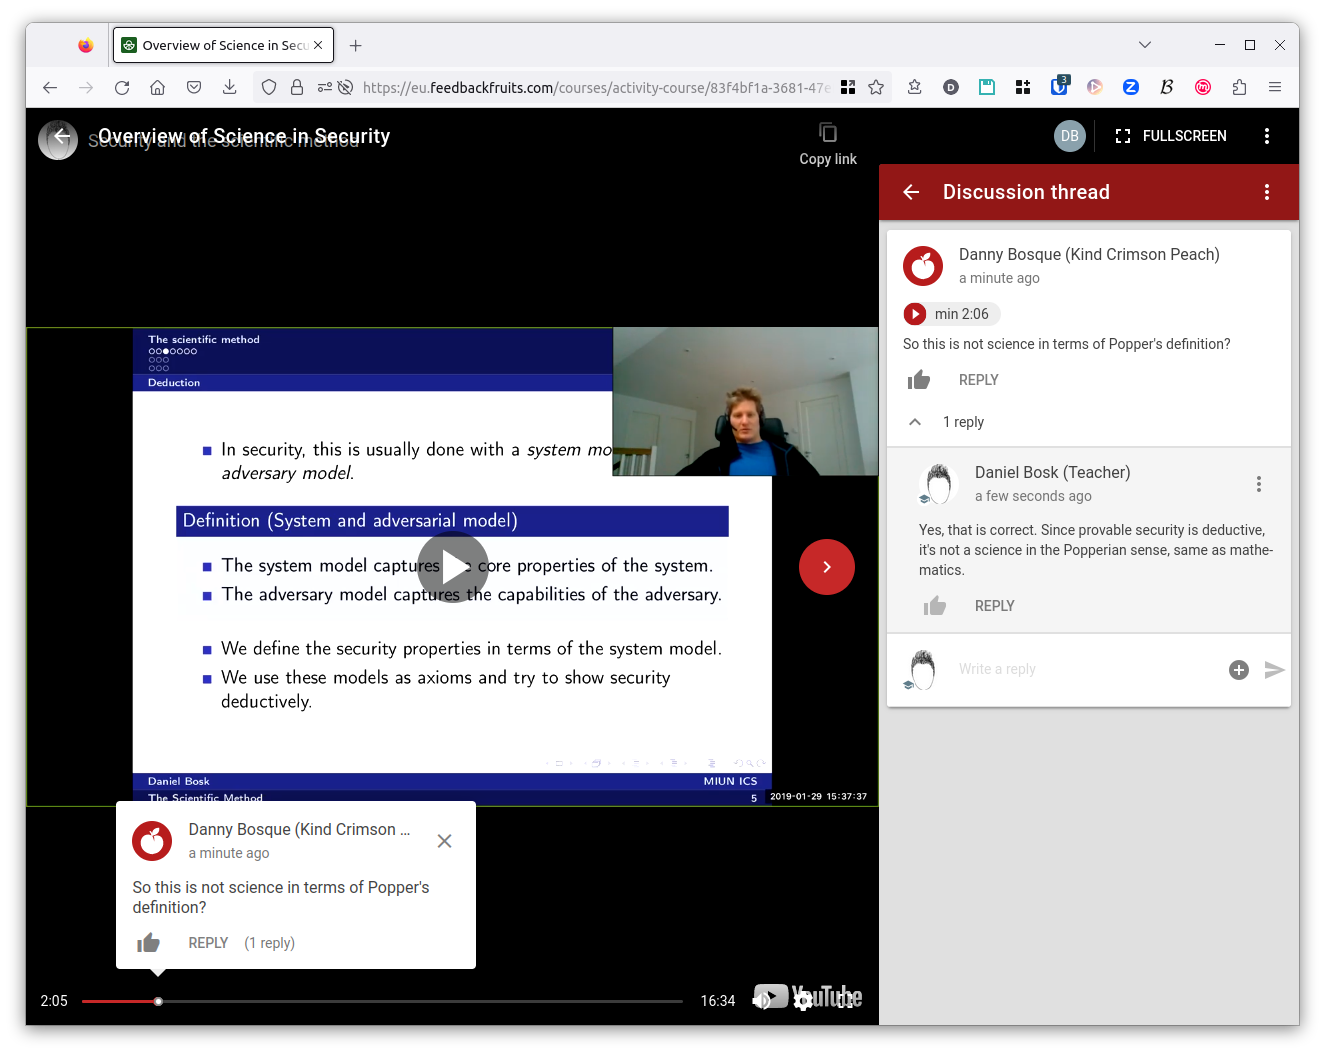 Overview of Science in Secu
https://eu.feedbackfruits.com/courses/activity-course/83f4bf1a-3681-47e
3
Overview of Science in Security
Security and the scientific method
Copy link
DB
FULLSCREEN
Discussion thread
Danny Bosque (Kind Crimson Peach)
a minute ago
min 2:06
So this is not science in terms of Popper's definition?
REPLY
1 reply
Daniel Bosk (Teacher)
a few seconds ago
Yes, that is correct. Since provable security is deductive,
it's not a science in the Popperian sense, same as mathe-
matics.
REPLY
Write a reply
The scientific method
Deduction
In security, this is usually done with a system mo
adversary model.
Definition (System and adversarial model)
The system model captures the core properties of the system.
The adversary model captures the capabilities of the adversary.
We define the security properties in terms of the system model.
We use these models as axioms and try to show security
deductively.
Daniel Bosk
MIUN ICS
The Scientific Method
5
2019-01-29 15:37:37
Danny Bosque (Kind Crimson ...
a minute ago
So this is not science in terms of Popper's
definition?
REPLY
(1 reply)
2:05
16:34
YouTube